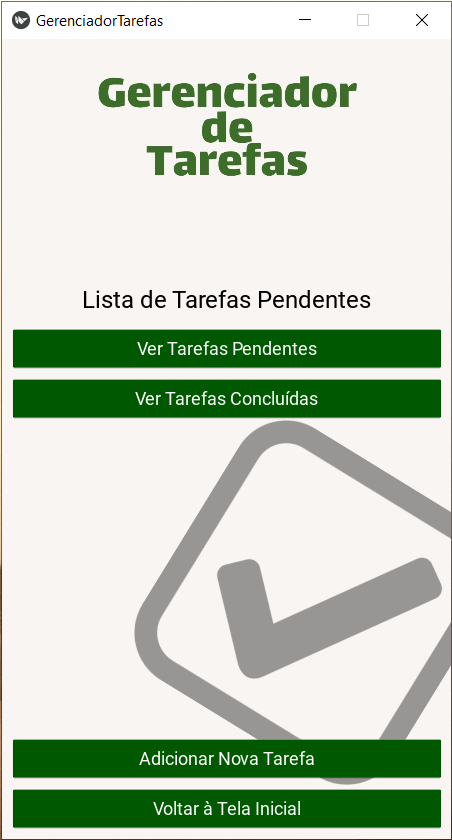 GerenciadorTarefas
Gerenciador
de
Tarefas
Lista de Tarefas Pendentes
Ver Tarefas Pendentes
Ver Tarefas Concluídas
Adicionar Nova Tarefa
Voltar à Tela Inicial